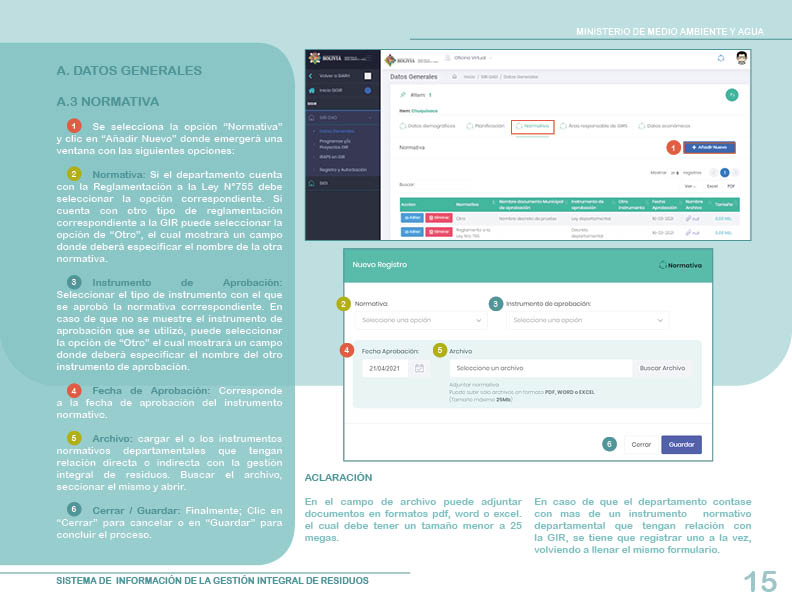 MINISTERIO DE MEDIO AMBIENTE Y AGUA
A. DATOS GENERALES
A.3 NORMATIVA
1 Se selecciona la opción “Normativa”
y clic en “Añadir Nuevo” donde emergerá una
ventana con las siguientes opciones:
2 Normativa: Si el departamento cuenta
con la Reglamentación a la Ley N°755 debe
seleccionar la opción correspondiente. Si
cuenta con otro tipo de reglamentación
correspondiente a la GIR puede seleccionar la
opción de “Otro”, el cual mostrará un campo
donde deberá especificar el nombre de la otra
normativa.
3 Instrumento de Aprobación:
Seleccionar el tipo de instrumento con el que
se aprobó la normativa correspondiente. En
caso de que no se muestre el instrumento de
aprobación que se utilizó, puede seleccionar
la opción de “Otro” el cual mostrará un campo
donde deberá especificar el nombre del otro
instrumento de aprobación.
4 Fecha de Aprobación: Corresponde
a la fecha de aprobación del instrumento
normativo.
5 Archivo: cargar el o los instrumentos
normativos departamentales que tengan
relación directa o indirecta con la gestión
integral de residuos. Buscar el archivo,
seccionar el mismo y abrir.
6 Cerrar / Guardar: Finalmente; Clic en
“Cerrar” para cancelar o en “Guardar” para
concluir el proceso.
BOLIVIA
Volver a SIARH
Inicio SIGIR
SIGIR
SIR GAD
Datos Generales
Programas y/o
Proyectos GIR
IRAPS en GIR
Registro y Autorización
BOLIVIA
Oficina Virtual
Datos Generales
Inicio / SIR GAD / Datos Generales
#Item: 1
Item: Chuquisaca
Datos demográficos
Planificación
Normativa
Área responsable de GIRS
Datos económicos
Normativa
1
+ Añadir Nuevo
Mostrar registros
1
Buscar
Ver
Excel
PDF
Acción Normativa Nombre documento Municipal de aprobación Instrumento de aprobación Otro Instrumento Fecha Aprobación Nombre Archivo Tamaño
Editar Eliminar Otro Nombre decreto de prueba Ley departamental 16-03-2021 null 0.08 Mb.
Editar Eliminar Reglamento a la Ley Nro 755 Decreto departamental 16-03-2021 null 0.08 Mb.
Nuevo Registro
Normativa
2 Normativa:
Seleccione una opción
3 Instrumento de aprobación:
Seleccione una opción
4 Fecha Aprobación:
21/04/2021
5 Archivo
Seleccione un archivo
Buscar Archivo
Adjuntar normativa
Puede subir solo archivos en formato PDF, WORD o EXCEL
(Tamaño máximo 25Mb)
6 Cerrar Guardar
ACLARACIÓN
En el campo de archivo puede adjuntar
documentos en formatos pdf, word o excel.
el cual debe tener un tamaño menor a 25
megas.
En caso de que el departamento contase
con mas de un instrumento normativo
departamental que tengan relación con
la GIR, se tiene que registrar uno a la vez,
volviendo a llenar el mismo formulario.
SISTEMA DE INFORMACIÓN DE LA GESTIÓN INTEGRAL DE RESIDUOS
15